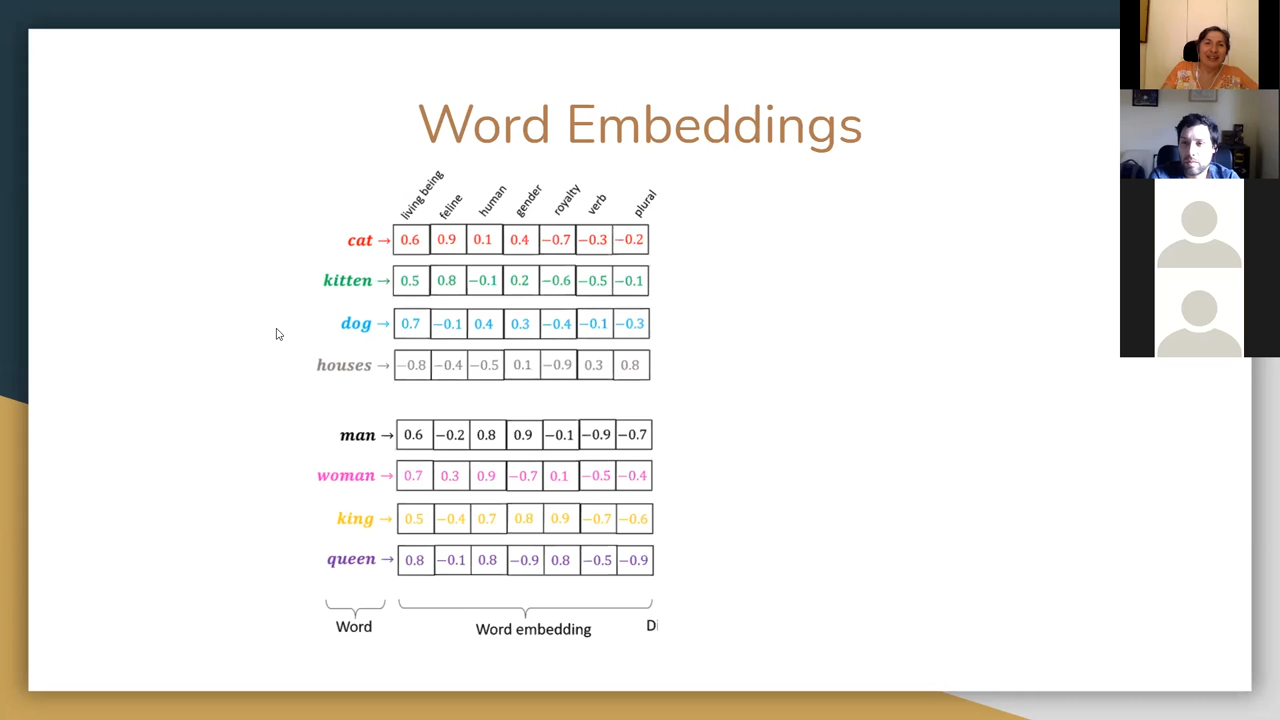 Word Embeddings
living being feline human gender royalty verb plural
cat → 0.6 0.9 0.1 0.4 −0.7 −0.3 −0.2
kitten → 0.5 0.8 −0.1 0.2 −0.6 −0.5 −0.1
dog → 0.7 −0.1 0.4 0.3 −0.4 −0.1 −0.3
houses → −0.8 −0.4 −0.5 0.1 −0.9 0.3 0.8
man → 0.6 −0.2 0.8 0.9 −0.1 −0.9 −0.7
woman → 0.7 0.3 0.9 −0.7 0.1 −0.5 −0.4
king → 0.5 −0.4 0.7 0.8 0.9 −0.7 −0.6
queen → 0.8 −0.1 0.8 −0.9 0.8 −0.5 −0.9
Word Word embedding